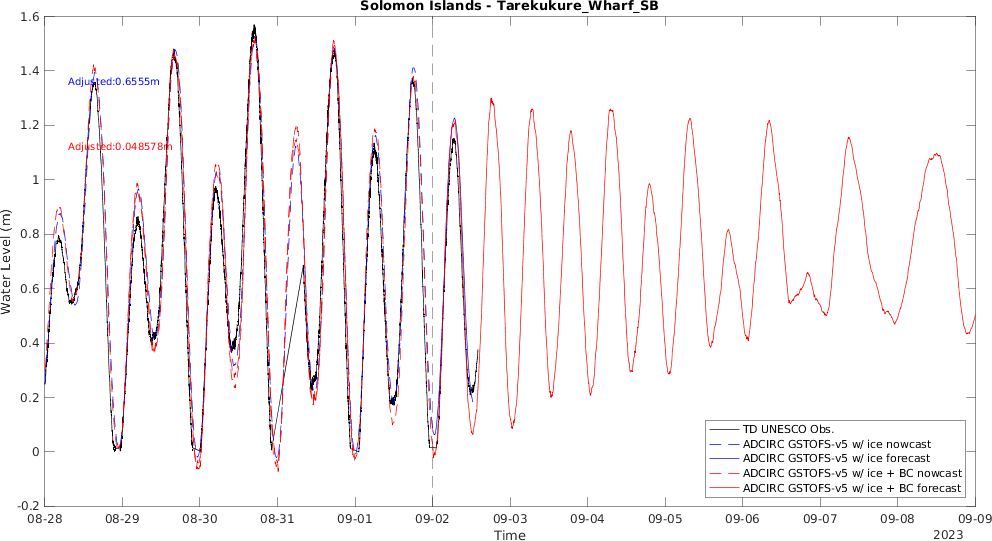 Solomon Islands - Tarekukure_Wharf_SB
1.6
1.4
1.2
1
0.8
0.6
0.4
0.2
0
-0.2
Water Level (m)
Adjusted:0.6555m
Adjusted:0.048578m
TD UNESCO Obs.
ADCIRC GSTOFS-v5 w/ ice nowcast
ADCIRC GSTOFS-v5 w/ ice forecast
ADCIRC GSTOFS-v5 w/ ice + BC nowcast
ADCIRC GSTOFS-v5 w/ ice + BC forecast
08-28 08-29 08-30 08-31 09-01 09-02 09-03 09-04 09-05 09-06 09-07 09-08 09-09
Time
2023